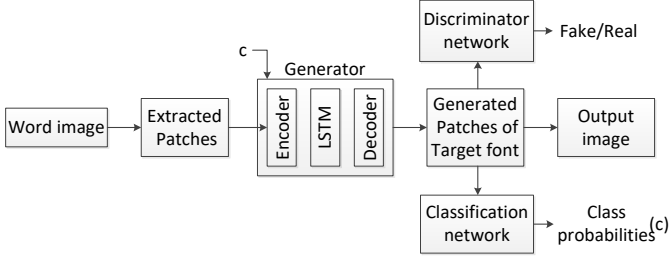 Discriminator
network
Fake/Real
c
Generator
Word image
Extracted
Patches
Encoder
LSTM
Decoder
Generated
Patches of
Target font
Output
image
Classification
network
Class
probabilities(c)